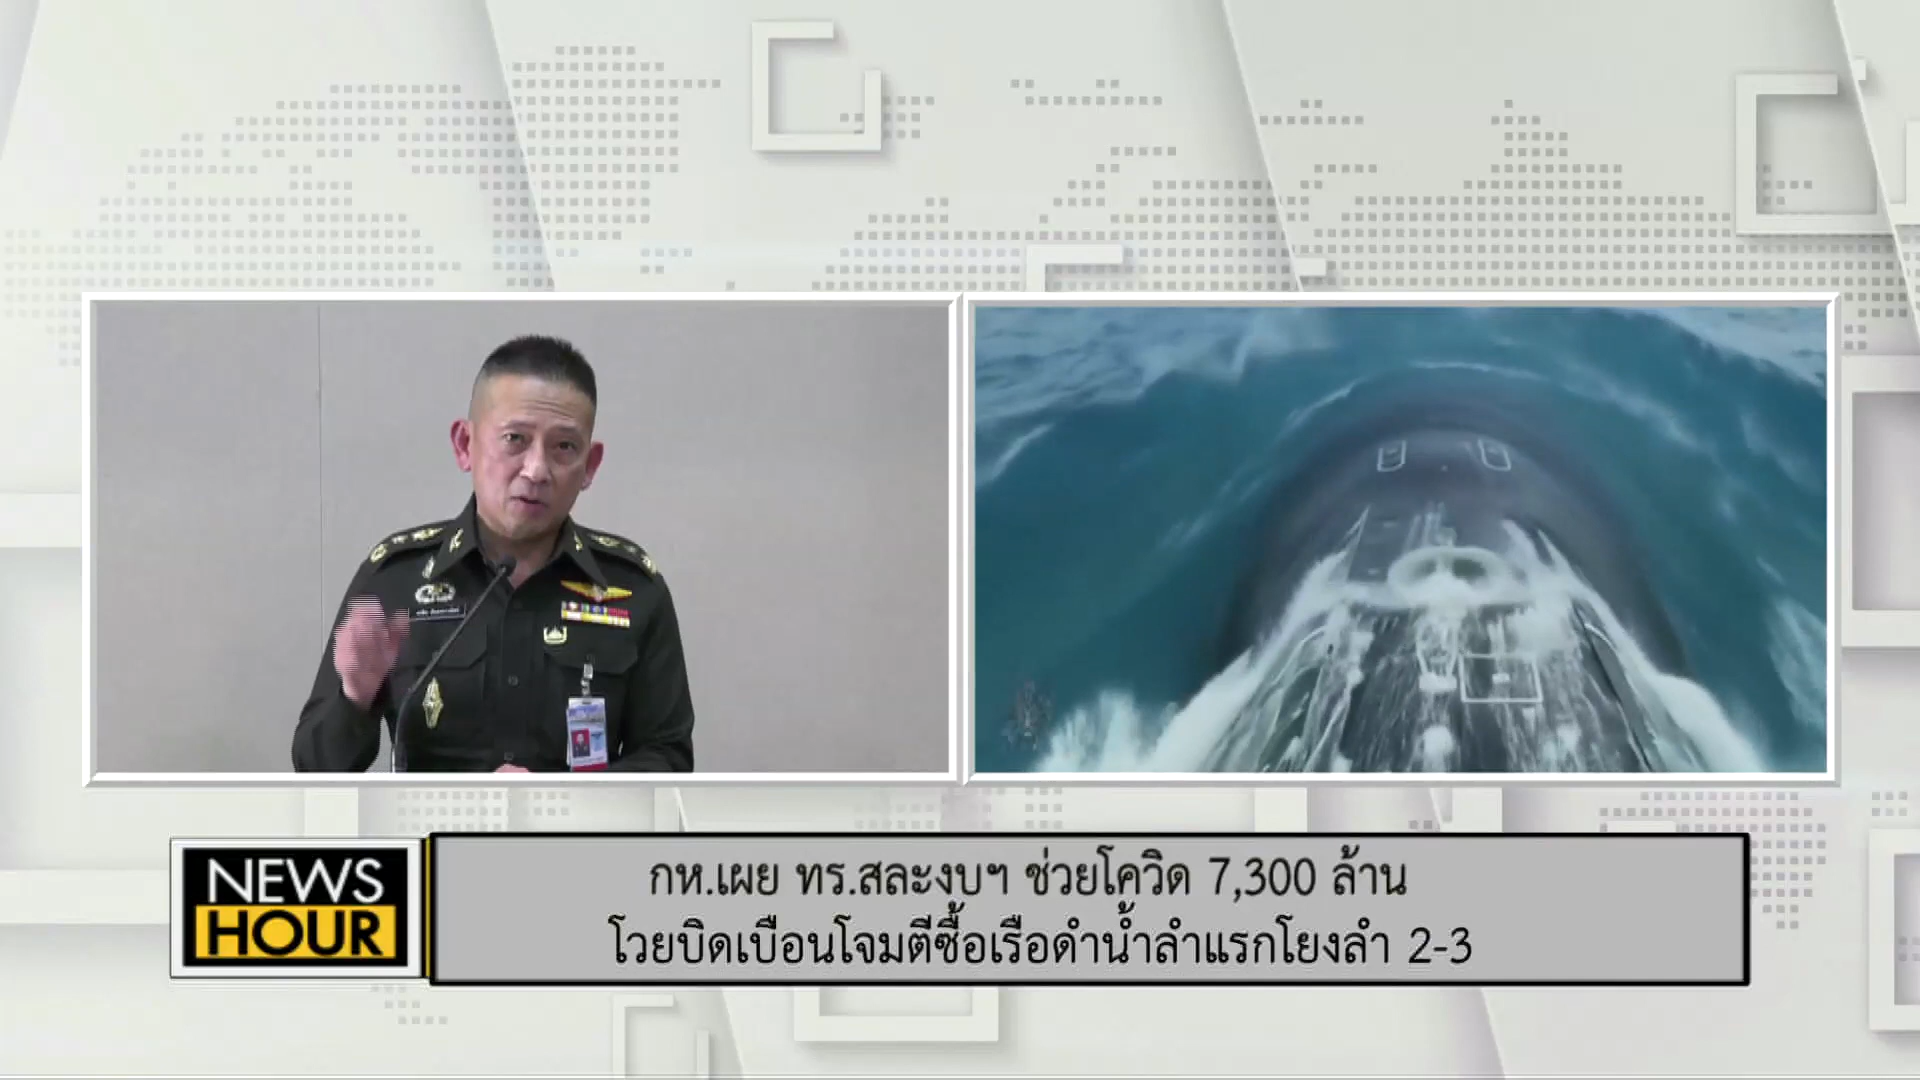 NEWS
HOUR
กห.เผย ทร.สละงบฯ ช่วยโควิด 7,300 ล้าน
โวยบิดเบือนโจมตีซื้อเรือดำน้ำลำแรกโยงลำ 2-3